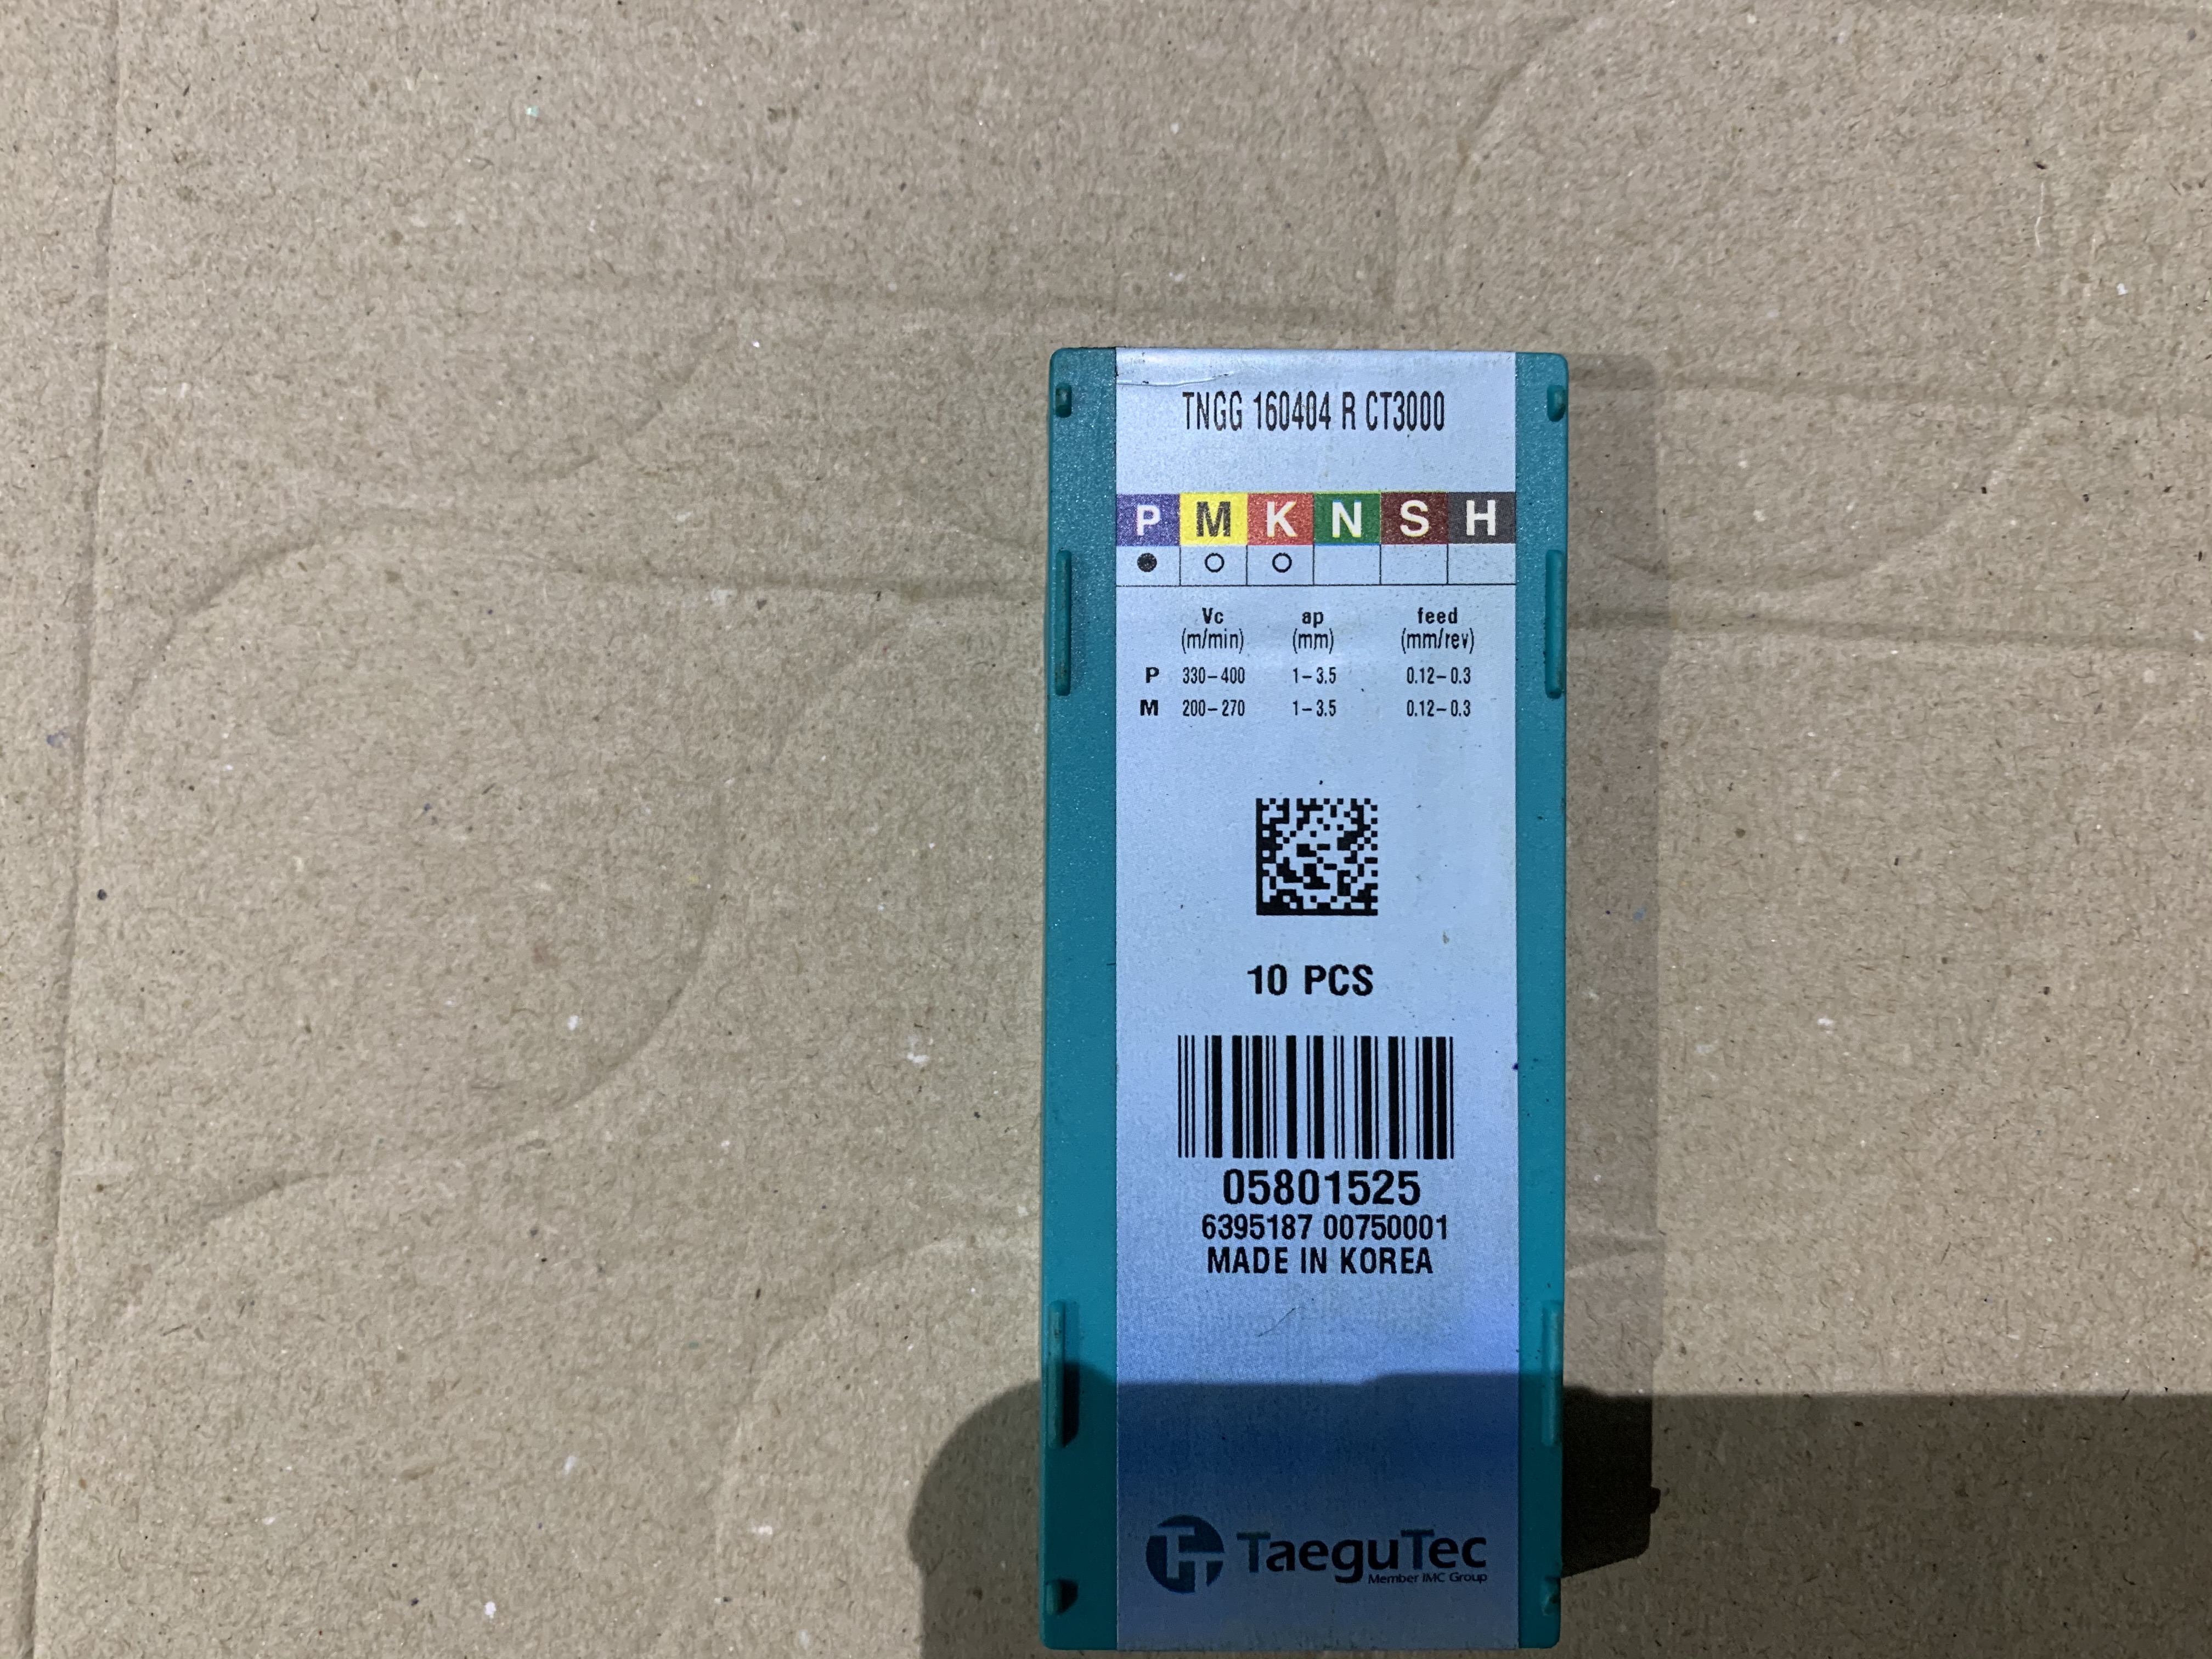 TNGG 160404 R CT3000
P M K N S H
Vc ap feed
(m/min) (mm) (mm/rev)
P 330–400 1–3.5 0.12–0.3
M 200–270 1–3.5 0.12–0.3
10 PCS
05801525
6395187 00750001
MADE IN KOREA
TaeguTec
Member IMC Group